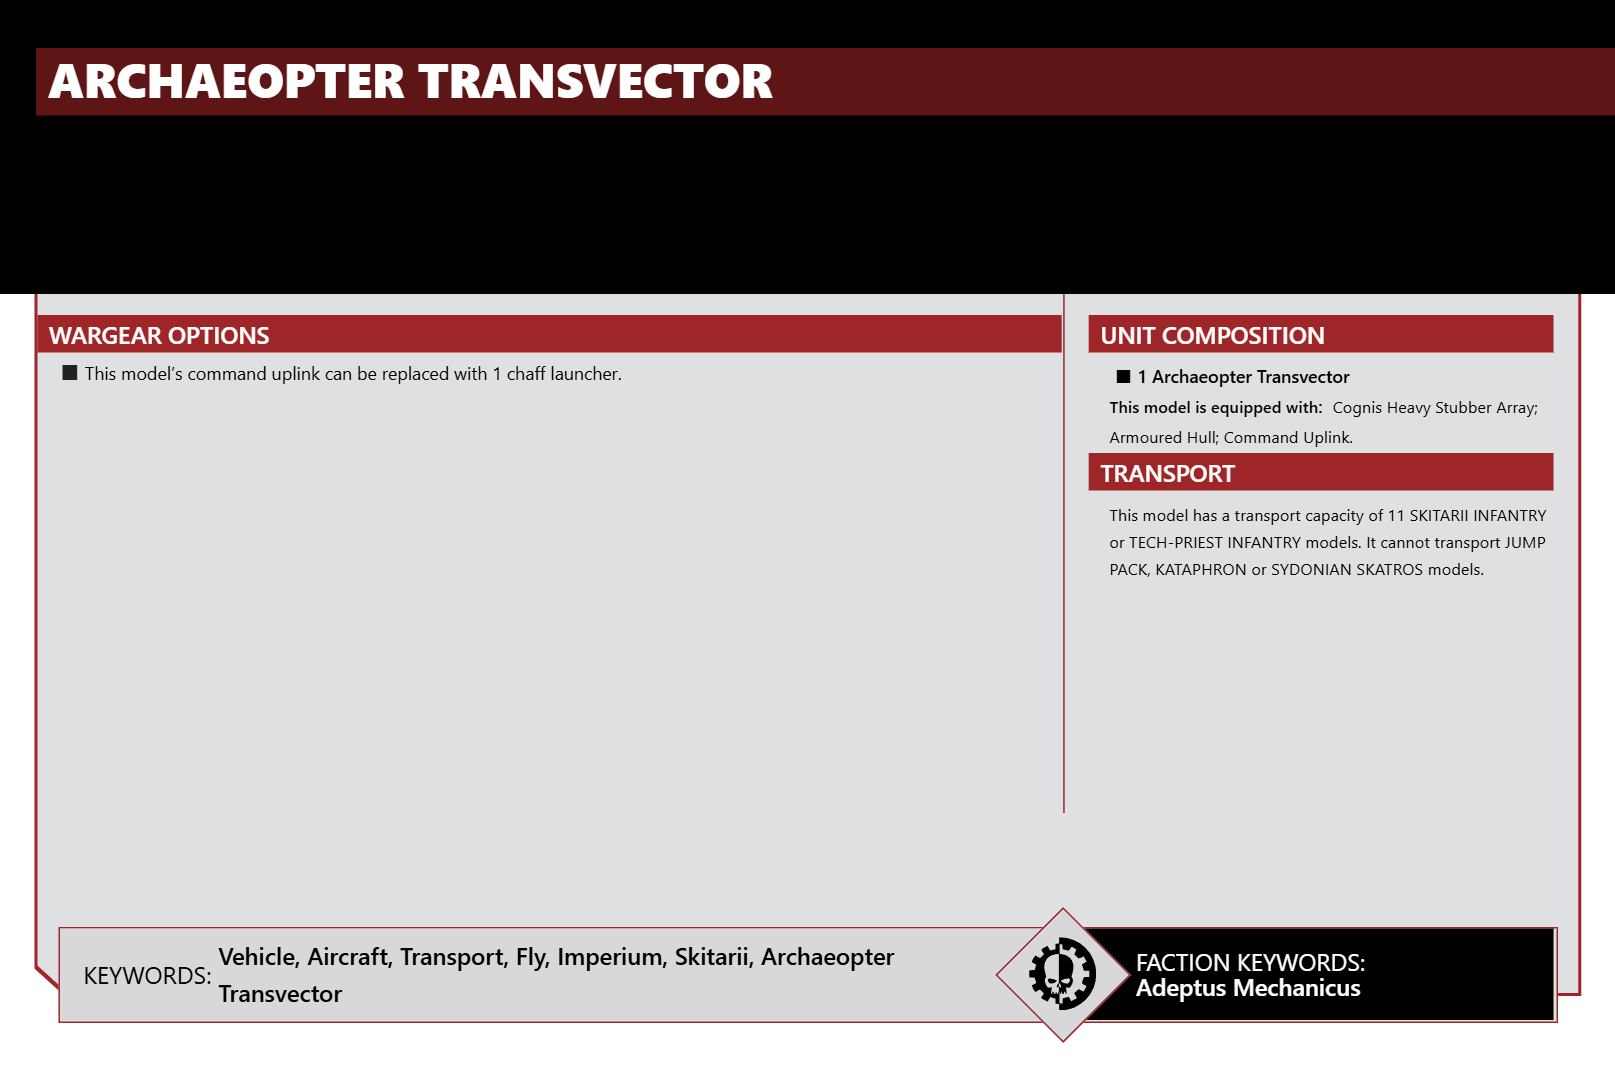 ARCHAEOPTER TRANSVECTOR
WARGEAR OPTIONS
■ This model’s command uplink can be replaced with 1 chaff launcher.
UNIT COMPOSITION
■ 1 Archaeopter Transvector
This model is equipped with: Cognis Heavy Stubber Array;
Armoured Hull; Command Uplink.
TRANSPORT
This model has a transport capacity of 11 SKITARII INFANTRY
or TECH-PRIEST INFANTRY models. It cannot transport JUMP
PACK, KATAPHRON or SYDONIAN SKATROS models.
KEYWORDS: Vehicle, Aircraft, Transport, Fly, Imperium, Skitarii, Archaeopter
Transvector
FACTION KEYWORDS:
Adeptus Mechanicus